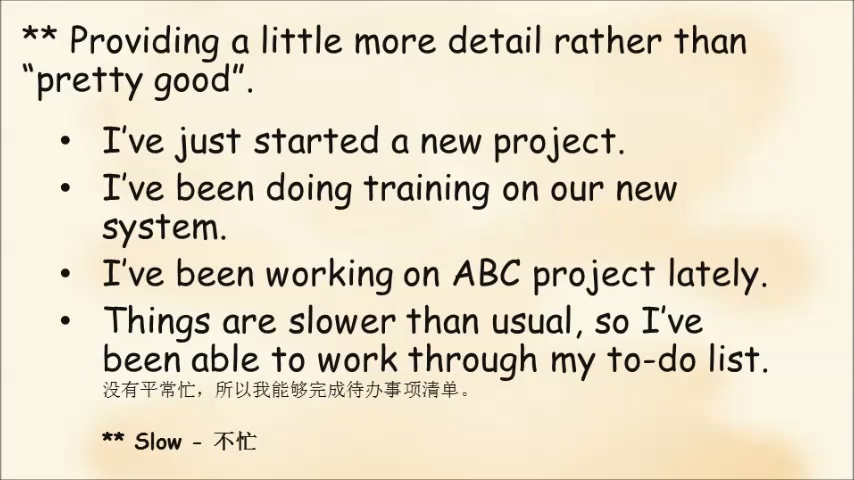 ** Providing a little more detail rather than
“pretty good”.
• I’ve just started a new project.
• I’ve been doing training on our new
system.
• I’ve been working on ABC project lately.
• Things are slower than usual, so I’ve
been able to work through my to-do list.
没有平常忙，所以我能够完成待办事项清单。
** Slow - 不忙